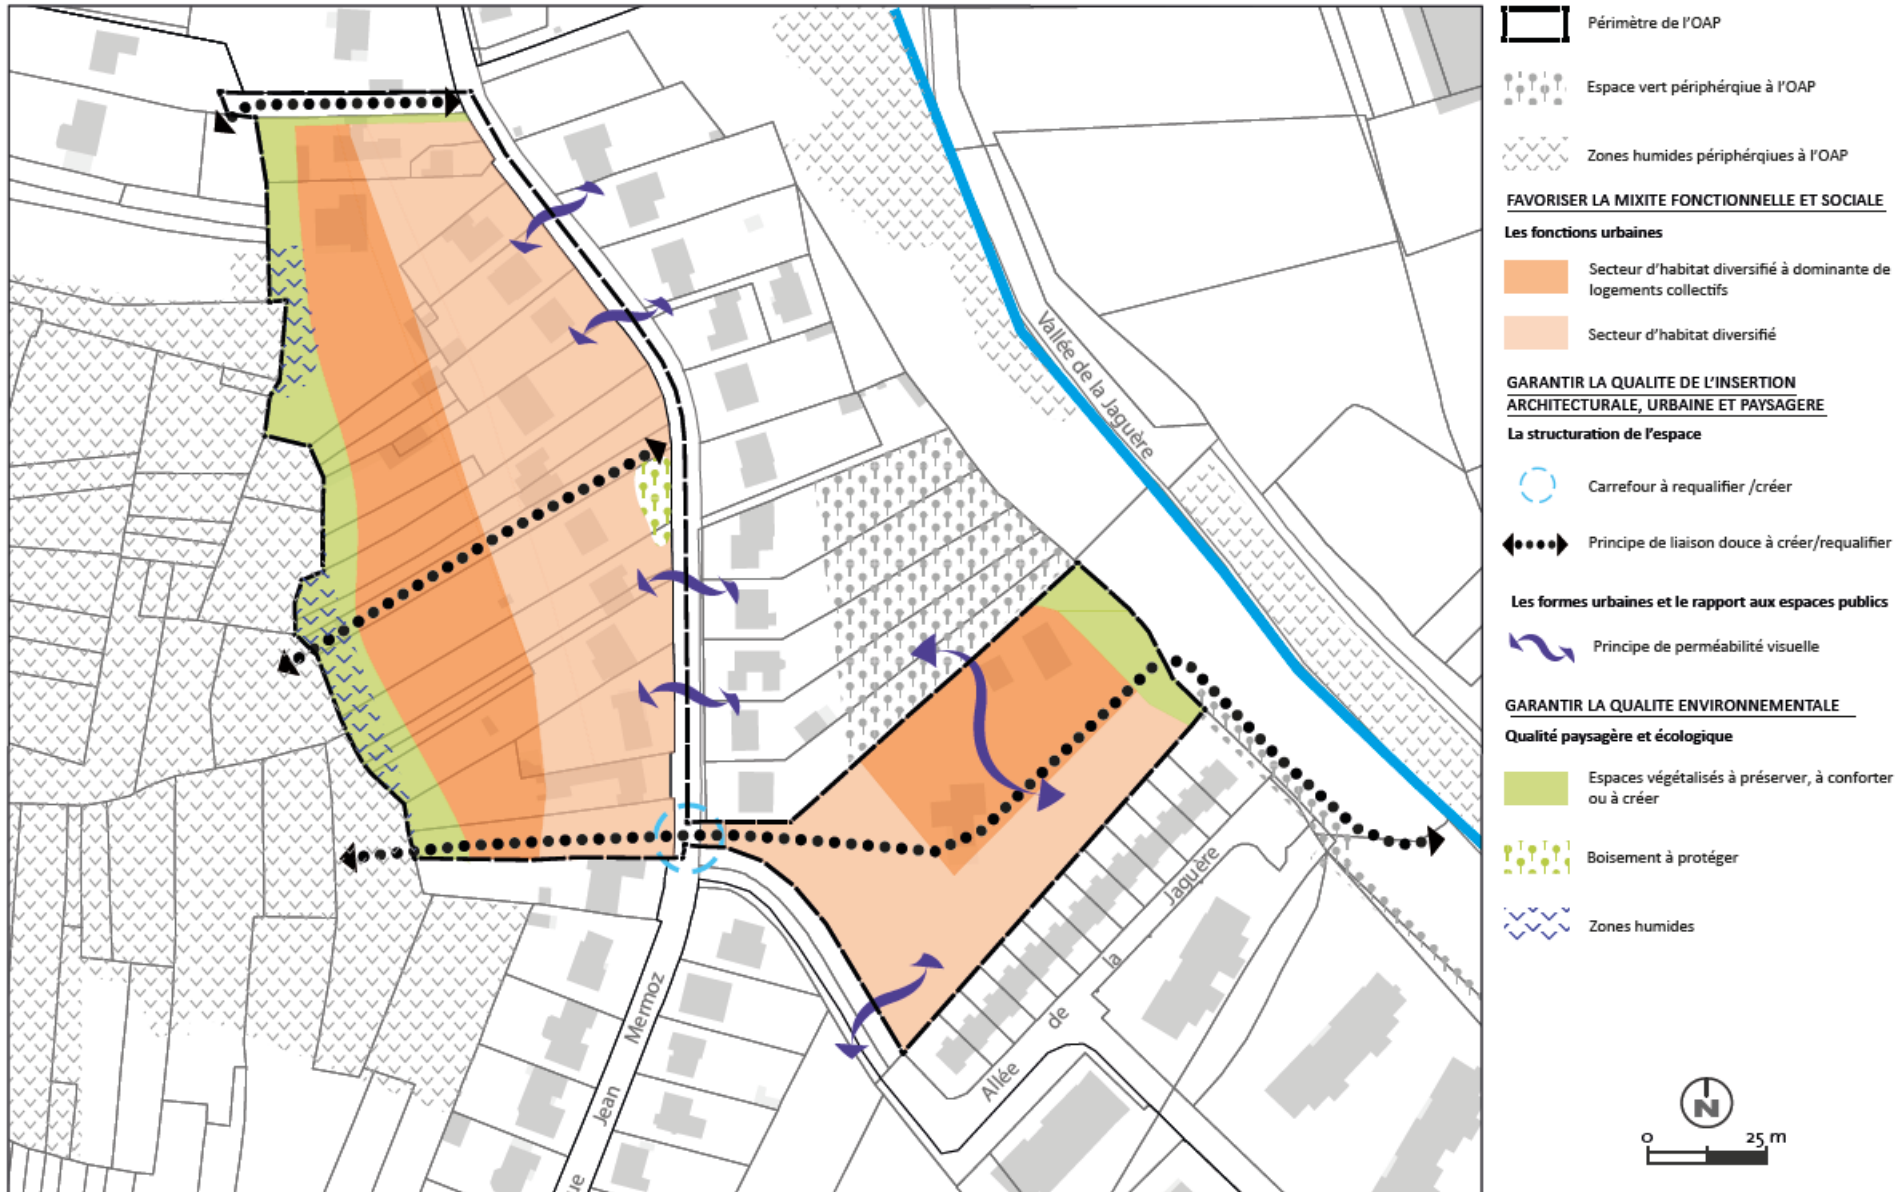 Périmètre de l'OAP
Espace vert périphérqiue à l'OAP
Zones humides périphérqiues à l'OAP
FAVORISER LA MIXITE FONCTIONNELLE ET SOCIALE
Les fonctions urbaines
Secteur d'habitat diversifié à dominante de
logements collectifs
Secteur d'habitat diversifié
GARANTIR LA QUALITE DE L'INSERTION
ARCHITECTURALE, URBAINE ET PAYSAGERE
La structuration de l'espace
Carrefour à requalifier /créer
Principe de liaison douce à créer/requalifier
Les formes urbaines et le rapport aux espaces publics
Principe de perméabilité visuelle
GARANTIR LA QUALITE ENVIRONNEMENTALE
Qualité paysagère et écologique
Espaces végétalisés à préserver, à conforter
ou à créer
Boisement à protéger
Zones humides
N
0 25 m
Vallée de la Jaguère
Allée de la Jaguère
ue Jean Mermoz